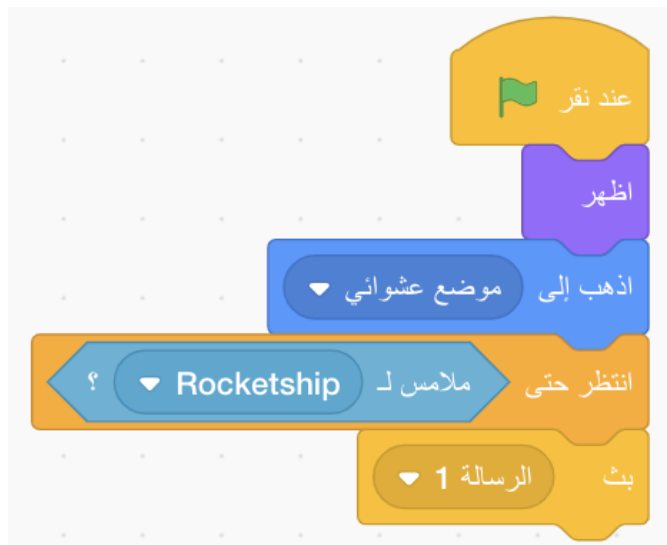 عند نقر
اظهر
اذهب إلى موضع عشوائي
انتظر حتى ملامس لـ Rocketship ؟
بث الرسالة 1